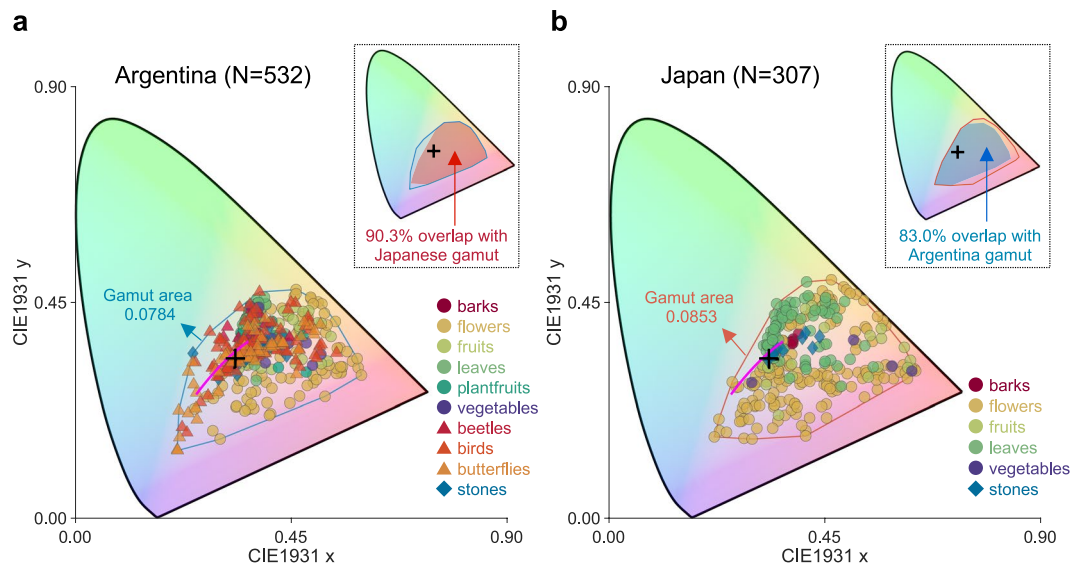 a
Argentina (N=532)
0.90
0.45
0.00
CIE1931 y
0.00
0.45
0.90
CIE1931 x
Gamut area
0.0784
90.3% overlap with
Japanese gamut
barks
flowers
fruits
leaves
plantfruits
vegetables
beetles
birds
butterflies
stones
b
Japan (N=307)
0.90
0.45
0.00
CIE1931 y
0.00
0.45
0.90
CIE1931 x
Gamut area
0.0853
83.0% overlap with
Argentina gamut
barks
flowers
fruits
leaves
vegetables
stones